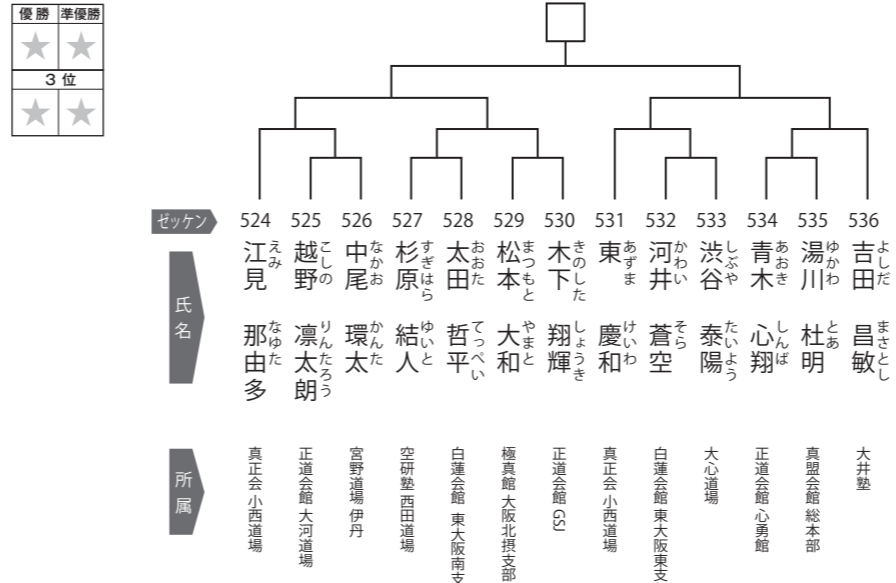 優勝 準優勝
3位
ゼッケン 524 525 526 527 528 529 530 531 532 533 534 535 536
氏名
江見 那由多
えみ なゆた
越野 凛太朗
こしの りんたろう
中尾 環太
なかお かんた
杉原 結人
すぎはら ゆいと
太田 哲平
おおた てっぺい
松本 大和
まつもと やまと
木下 翔輝
きのした しょうき
東 慶和
あずま けいわ
河井 蒼空
かわい そら
渋谷 泰陽
しぶや たいよう
青木 心翔
あおき しんば
湯川 杜明
ゆかわ とあ
吉田 昌敏
よしだ まさとし
所属
真正会 小西道場
正道会館 大河道場
宮野道場 伊丹
空研塾 西田道場
白蓮会館 東大阪南支
極真館 大阪北摂支部
正道会館 GSJ
真正会 小西道場
白蓮会館 東大阪東支
大心道場
正道会館 心勇館
真盟会館 総本部
大井塾